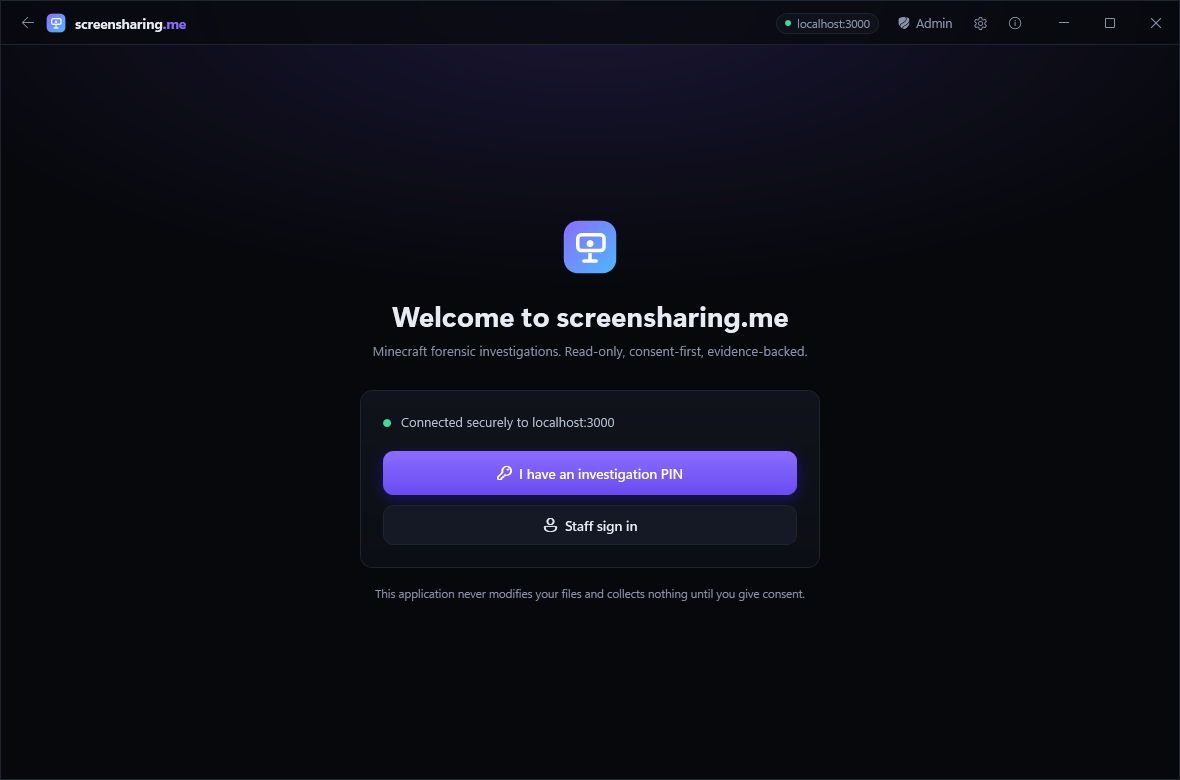 screensharing.me
localhost:3000
Admin
Welcome to screensharing.me
Minecraft forensic investigations. Read-only, consent-first, evidence-backed.
Connected securely to localhost:3000
I have an investigation PIN
Staff sign in
This application never modifies your files and collects nothing until you give consent.